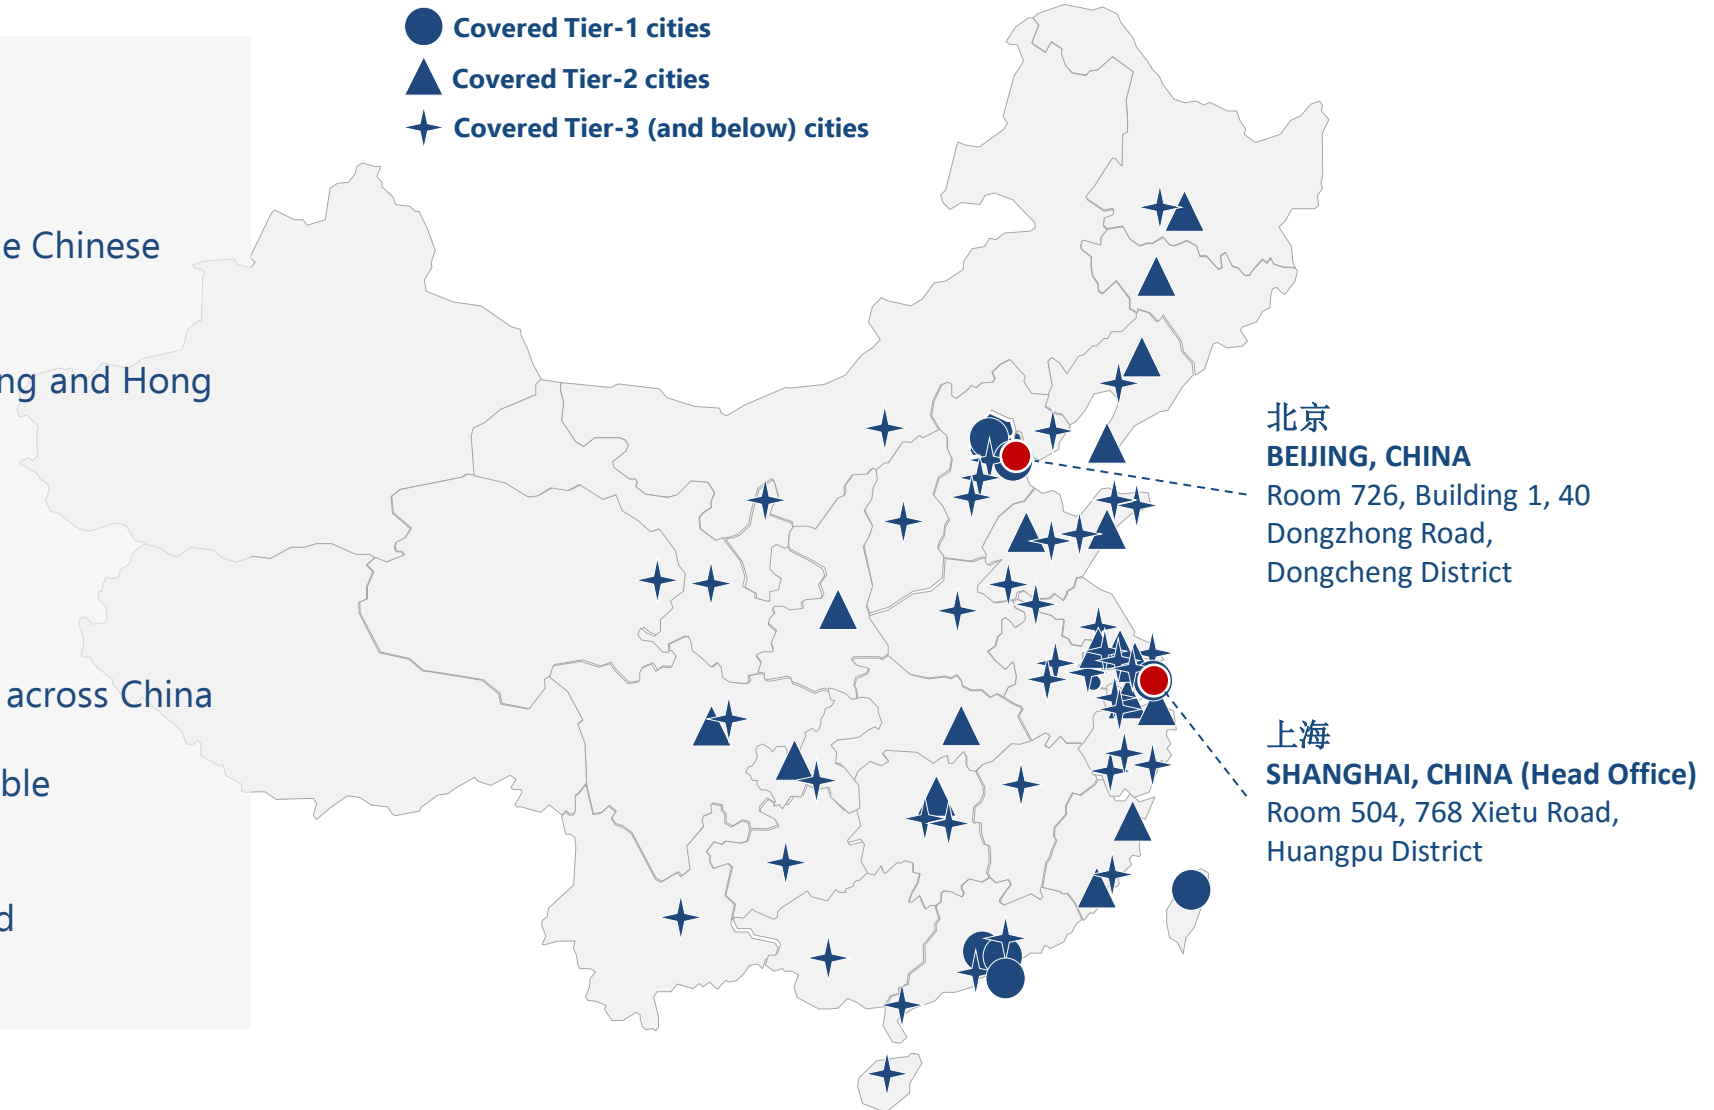 Covered Tier-1 cities
Covered Tier-2 cities
Covered Tier-3 (and below) cities
e Chinese
ng and Hong
across China
ble
d
北京
BEIJING, CHINA
Room 726, Building 1, 40
Dongzhong Road,
Dongcheng District
上海
SHANGHAI, CHINA (Head Office)
Room 504, 768 Xietu Road,
Huangpu District